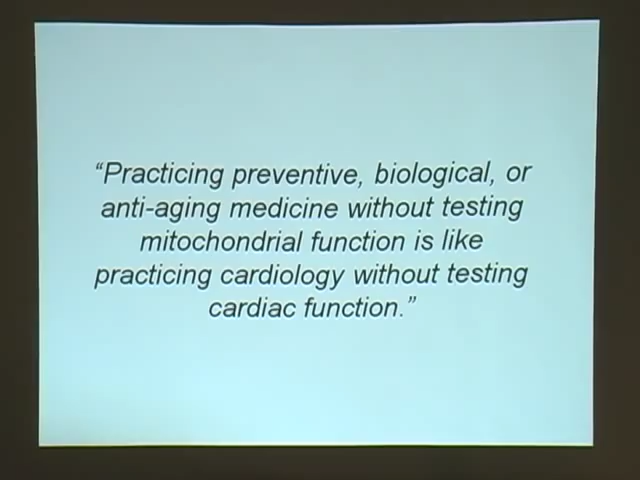 “Practicing preventive, biological, or
anti-aging medicine without testing
mitochondrial function is like
practicing cardiology without testing
cardiac function.”